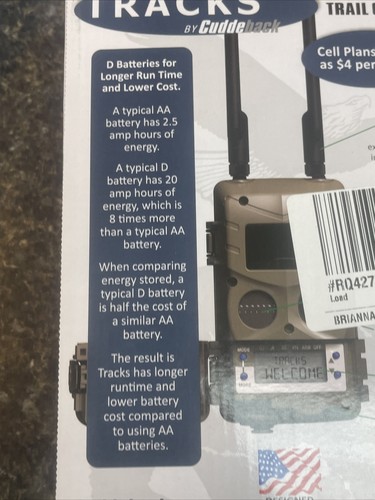 TRACKS
BY Cuddeback
TRAIL
Cell Plans
as $4 per
D Batteries for
Longer Run Time
and Lower Cost.
A typical AA
battery has 2.5
amp hours of
energy.
A typical D
battery has 20
amp hours of
energy, which is
8 times more
than a typical AA
battery.
When comparing
energy stored, a
typical D battery
is half the cost of
a similar AA
battery.
The result is
Tracks has longer
runtime and
lower battery
cost compared
to using AA
batteries.
#RQ427
Load
BRIANNA
MODE
TRACKS
WELCOME
MORE
DESIGNED